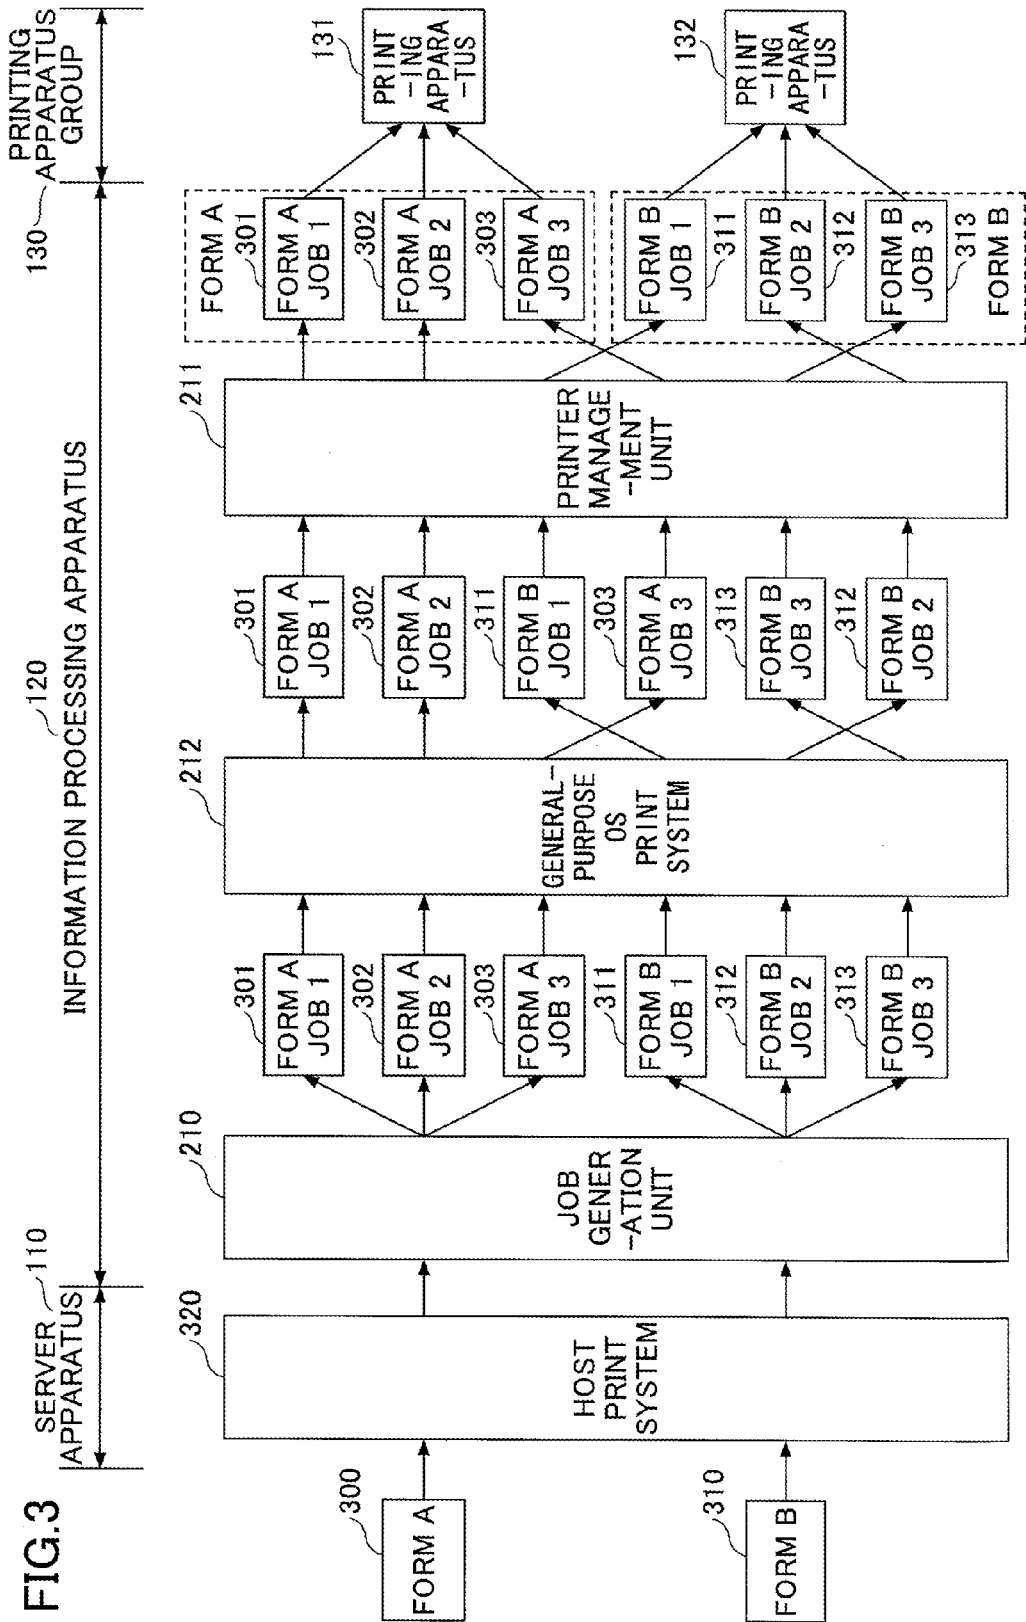 FIG.3
SERVER
APPARATUS
110
INFORMATION PROCESSING APPARATUS
120
PRINTING
APPARATUS
GROUP
130
300
FORM A
310
FORM B
320
HOST
PRINT
SYSTEM
210
JOB
GENER
-ATION
UNIT
301
FORM A
JOB 1
302
FORM A
JOB 2
303
FORM A
JOB 3
311
FORM B
JOB 1
312
FORM B
JOB 2
313
FORM B
JOB 3
212
GENERAL-
PURPOSE
OS
PRINT
SYSTEM
301
FORM A
JOB 1
302
FORM A
JOB 2
311
FORM B
JOB 1
303
FORM A
JOB 3
313
FORM B
JOB 3
312
FORM B
JOB 2
211
PRINTER
MANAGE
-MENT
UNIT
FORM A
301
FORM A
JOB 1
302
FORM A
JOB 2
303
FORM A
JOB 3
FORM B
JOB 1
311
FORM B
JOB 2
312
FORM B
JOB 3
313
FORM B
131
PRINT
-ING
APPARA
-TUS
132
PRINT
-ING
APPARA
-TUS